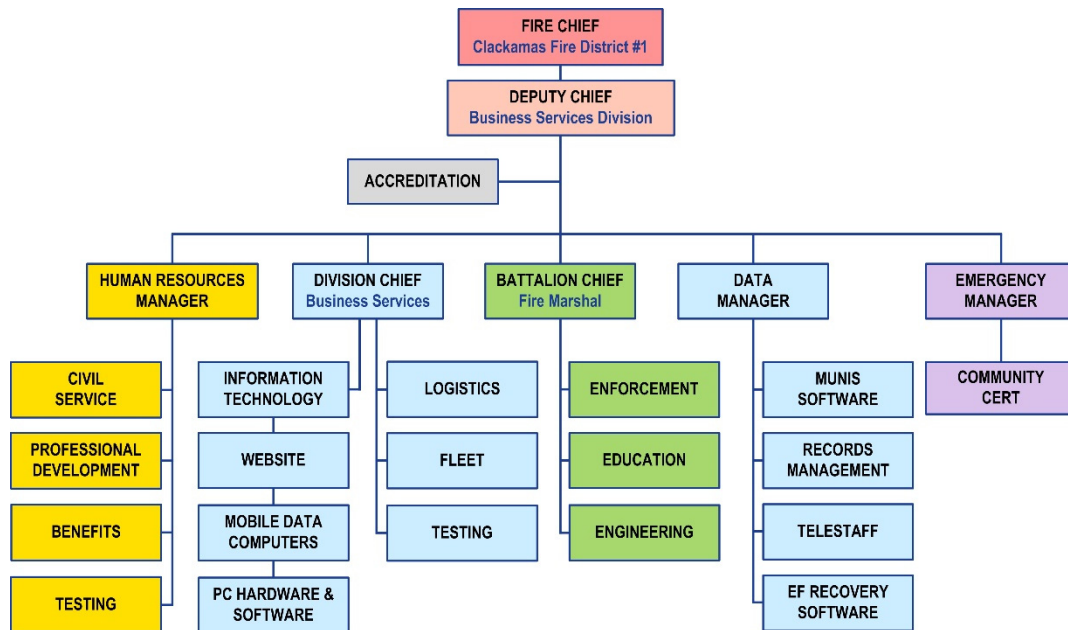 FIRE CHIEF
Clackamas Fire District #1
DEPUTY CHIEF
Business Services Division
ACCREDITATION
HUMAN RESOURCES
MANAGER
DIVISION CHIEF
Business Services
BATTALION CHIEF
Fire Marshal
DATA
MANAGER
EMERGENCY
MANAGER
CIVIL
SERVICE
PROFESSIONAL
DEVELOPMENT
BENEFITS
TESTING
INFORMATION
TECHNOLOGY
WEBSITE
MOBILE DATA
COMPUTERS
PC HARDWARE &
SOFTWARE
LOGISTICS
FLEET
TESTING
ENFORCEMENT
EDUCATION
ENGINEERING
MUNIS
SOFTWARE
RECORDS
MANAGEMENT
TELESTAFF
EF RECOVERY
SOFTWARE
COMMUNITY
CERT